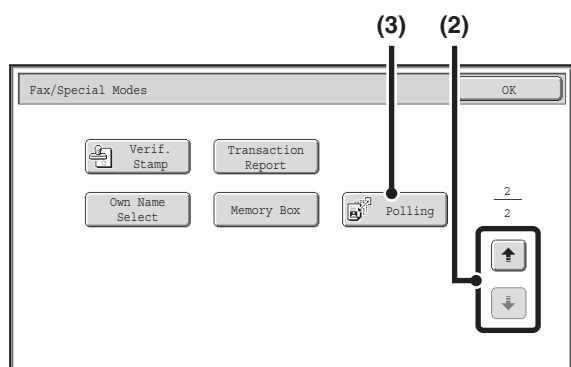 (3) (2)
Fax/Special Modes OK
Verif.
Stamp
Transaction
Report
Own Name
Select
Memory Box
Polling
2
2